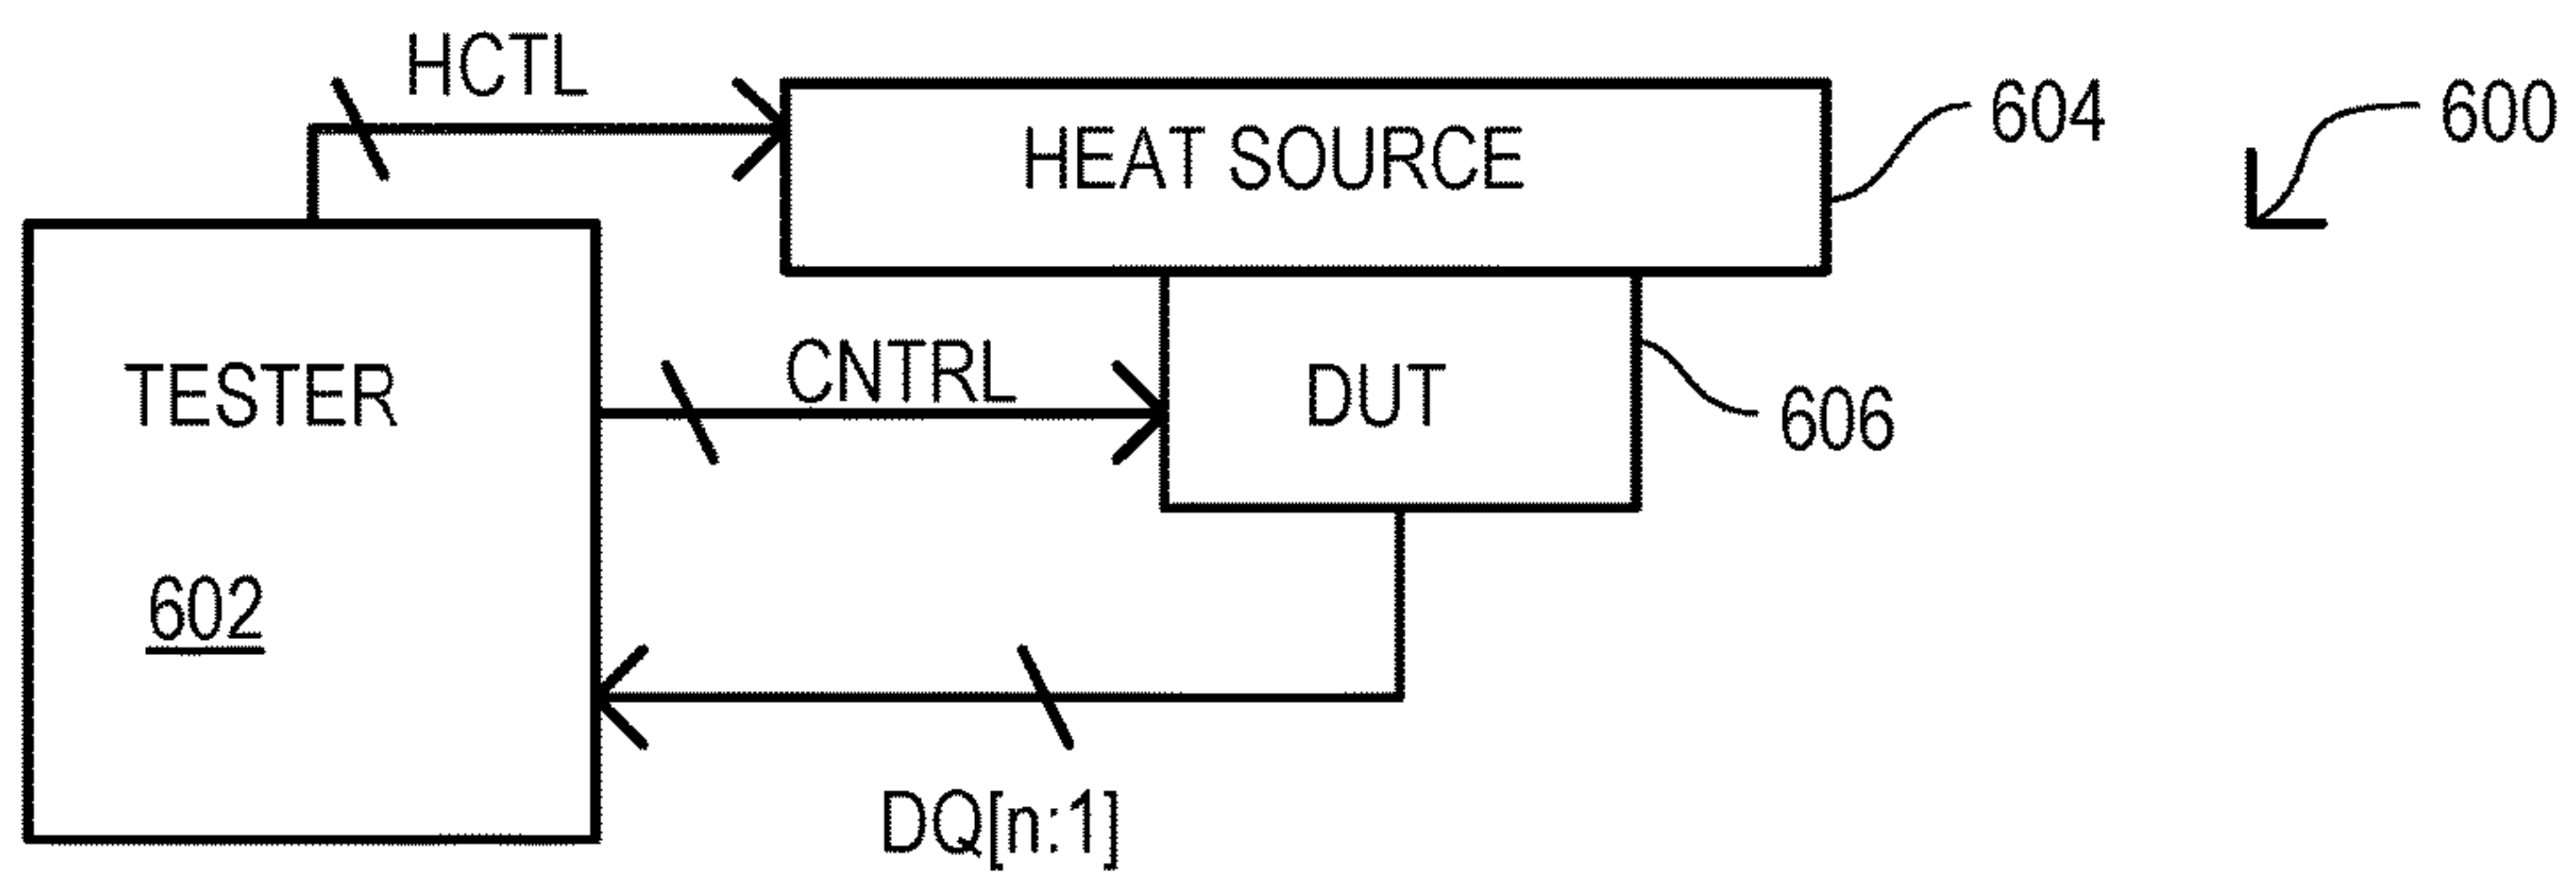 HCTL
HEAT SOURCE
604
600
TESTER
CNTRL
DUT
606
602
DQ[n:1]